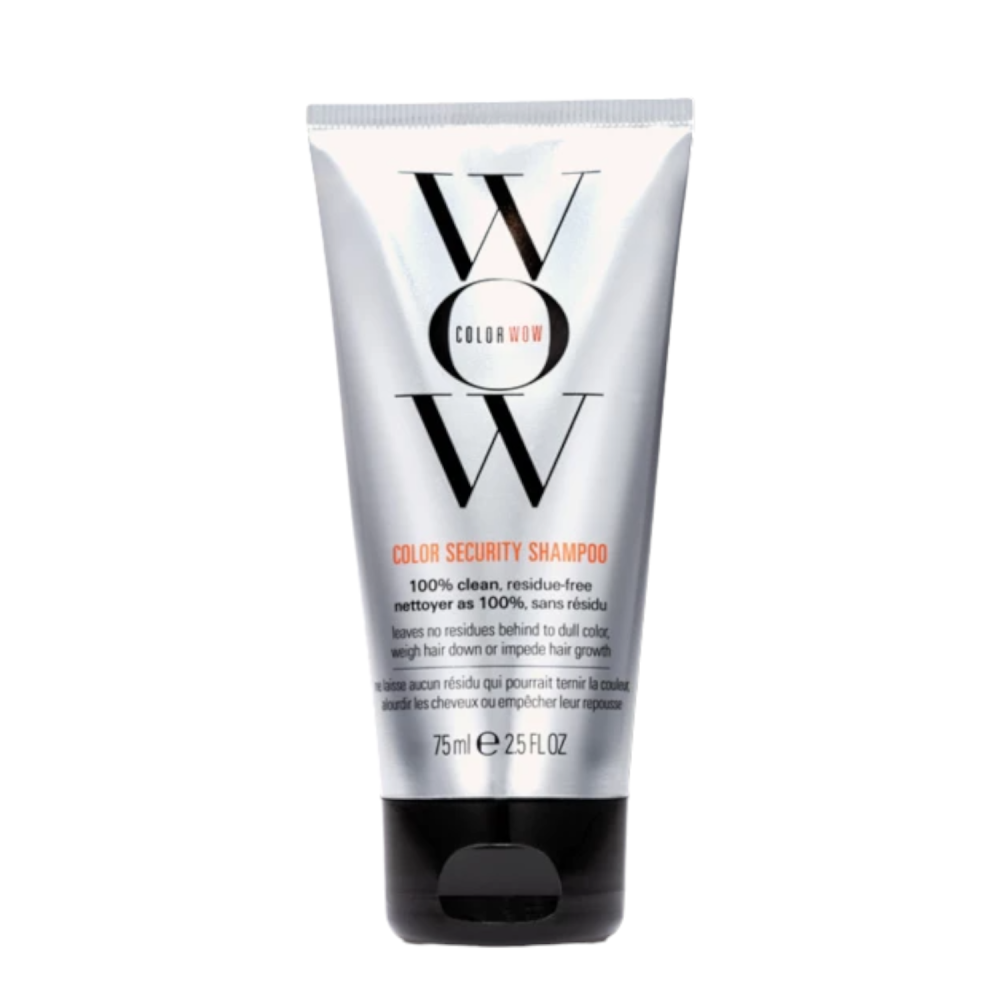 W
O
COLOR WOW
W
COLOR SECURITY SHAMPOO
100% clean, residue-free
nettoyer as 100%, sans résidu
leaves no residues behind to dull color,
weigh hair down or impede hair growth
ne laisse aucun résidu qui pourrait ternir la couleur,
alourdir les cheveux ou empêcher leur repousse
75ml e 2.5 FL OZ